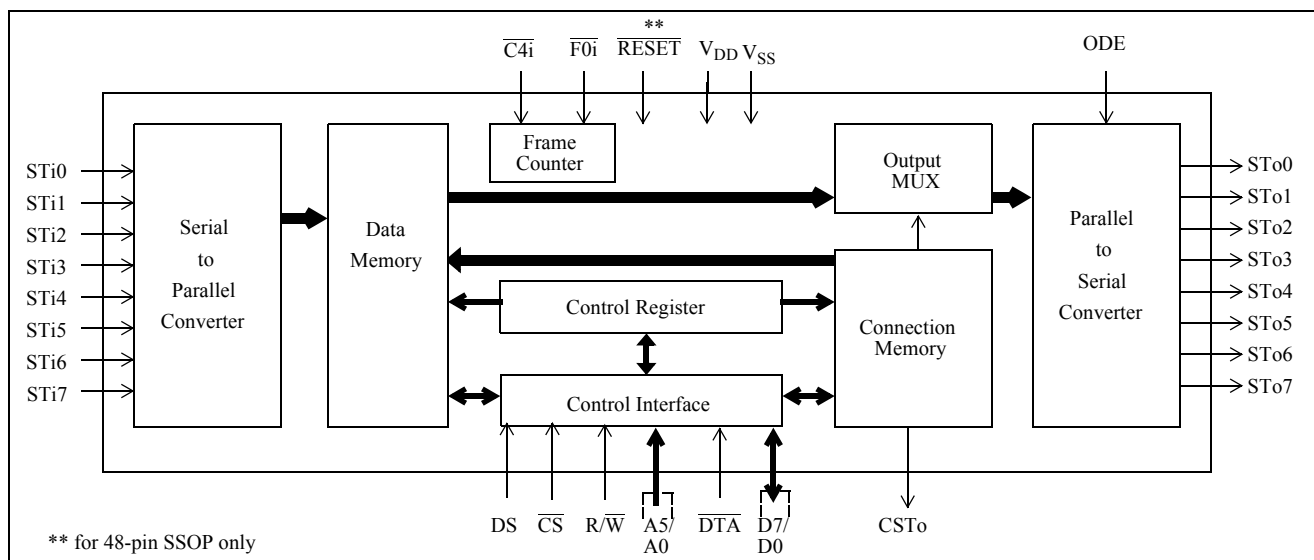 **
C4i F0i RESET VDD VSS ODE
Frame
Counter
Output
MUX
STi0
STi1
STi2
STi3
STi4
STi5
STi6
STi7
Serial
to
Parallel
Converter
Data
Memory
Control Register
Control Interface
Connection
Memory
Parallel
to
Serial
Converter
STo0
STo1
STo2
STo3
STo4
STo5
STo6
STo7
DS CS R/W A5/
A0 DTA D7/
D0 CSTo
** for 48-pin SSOP only